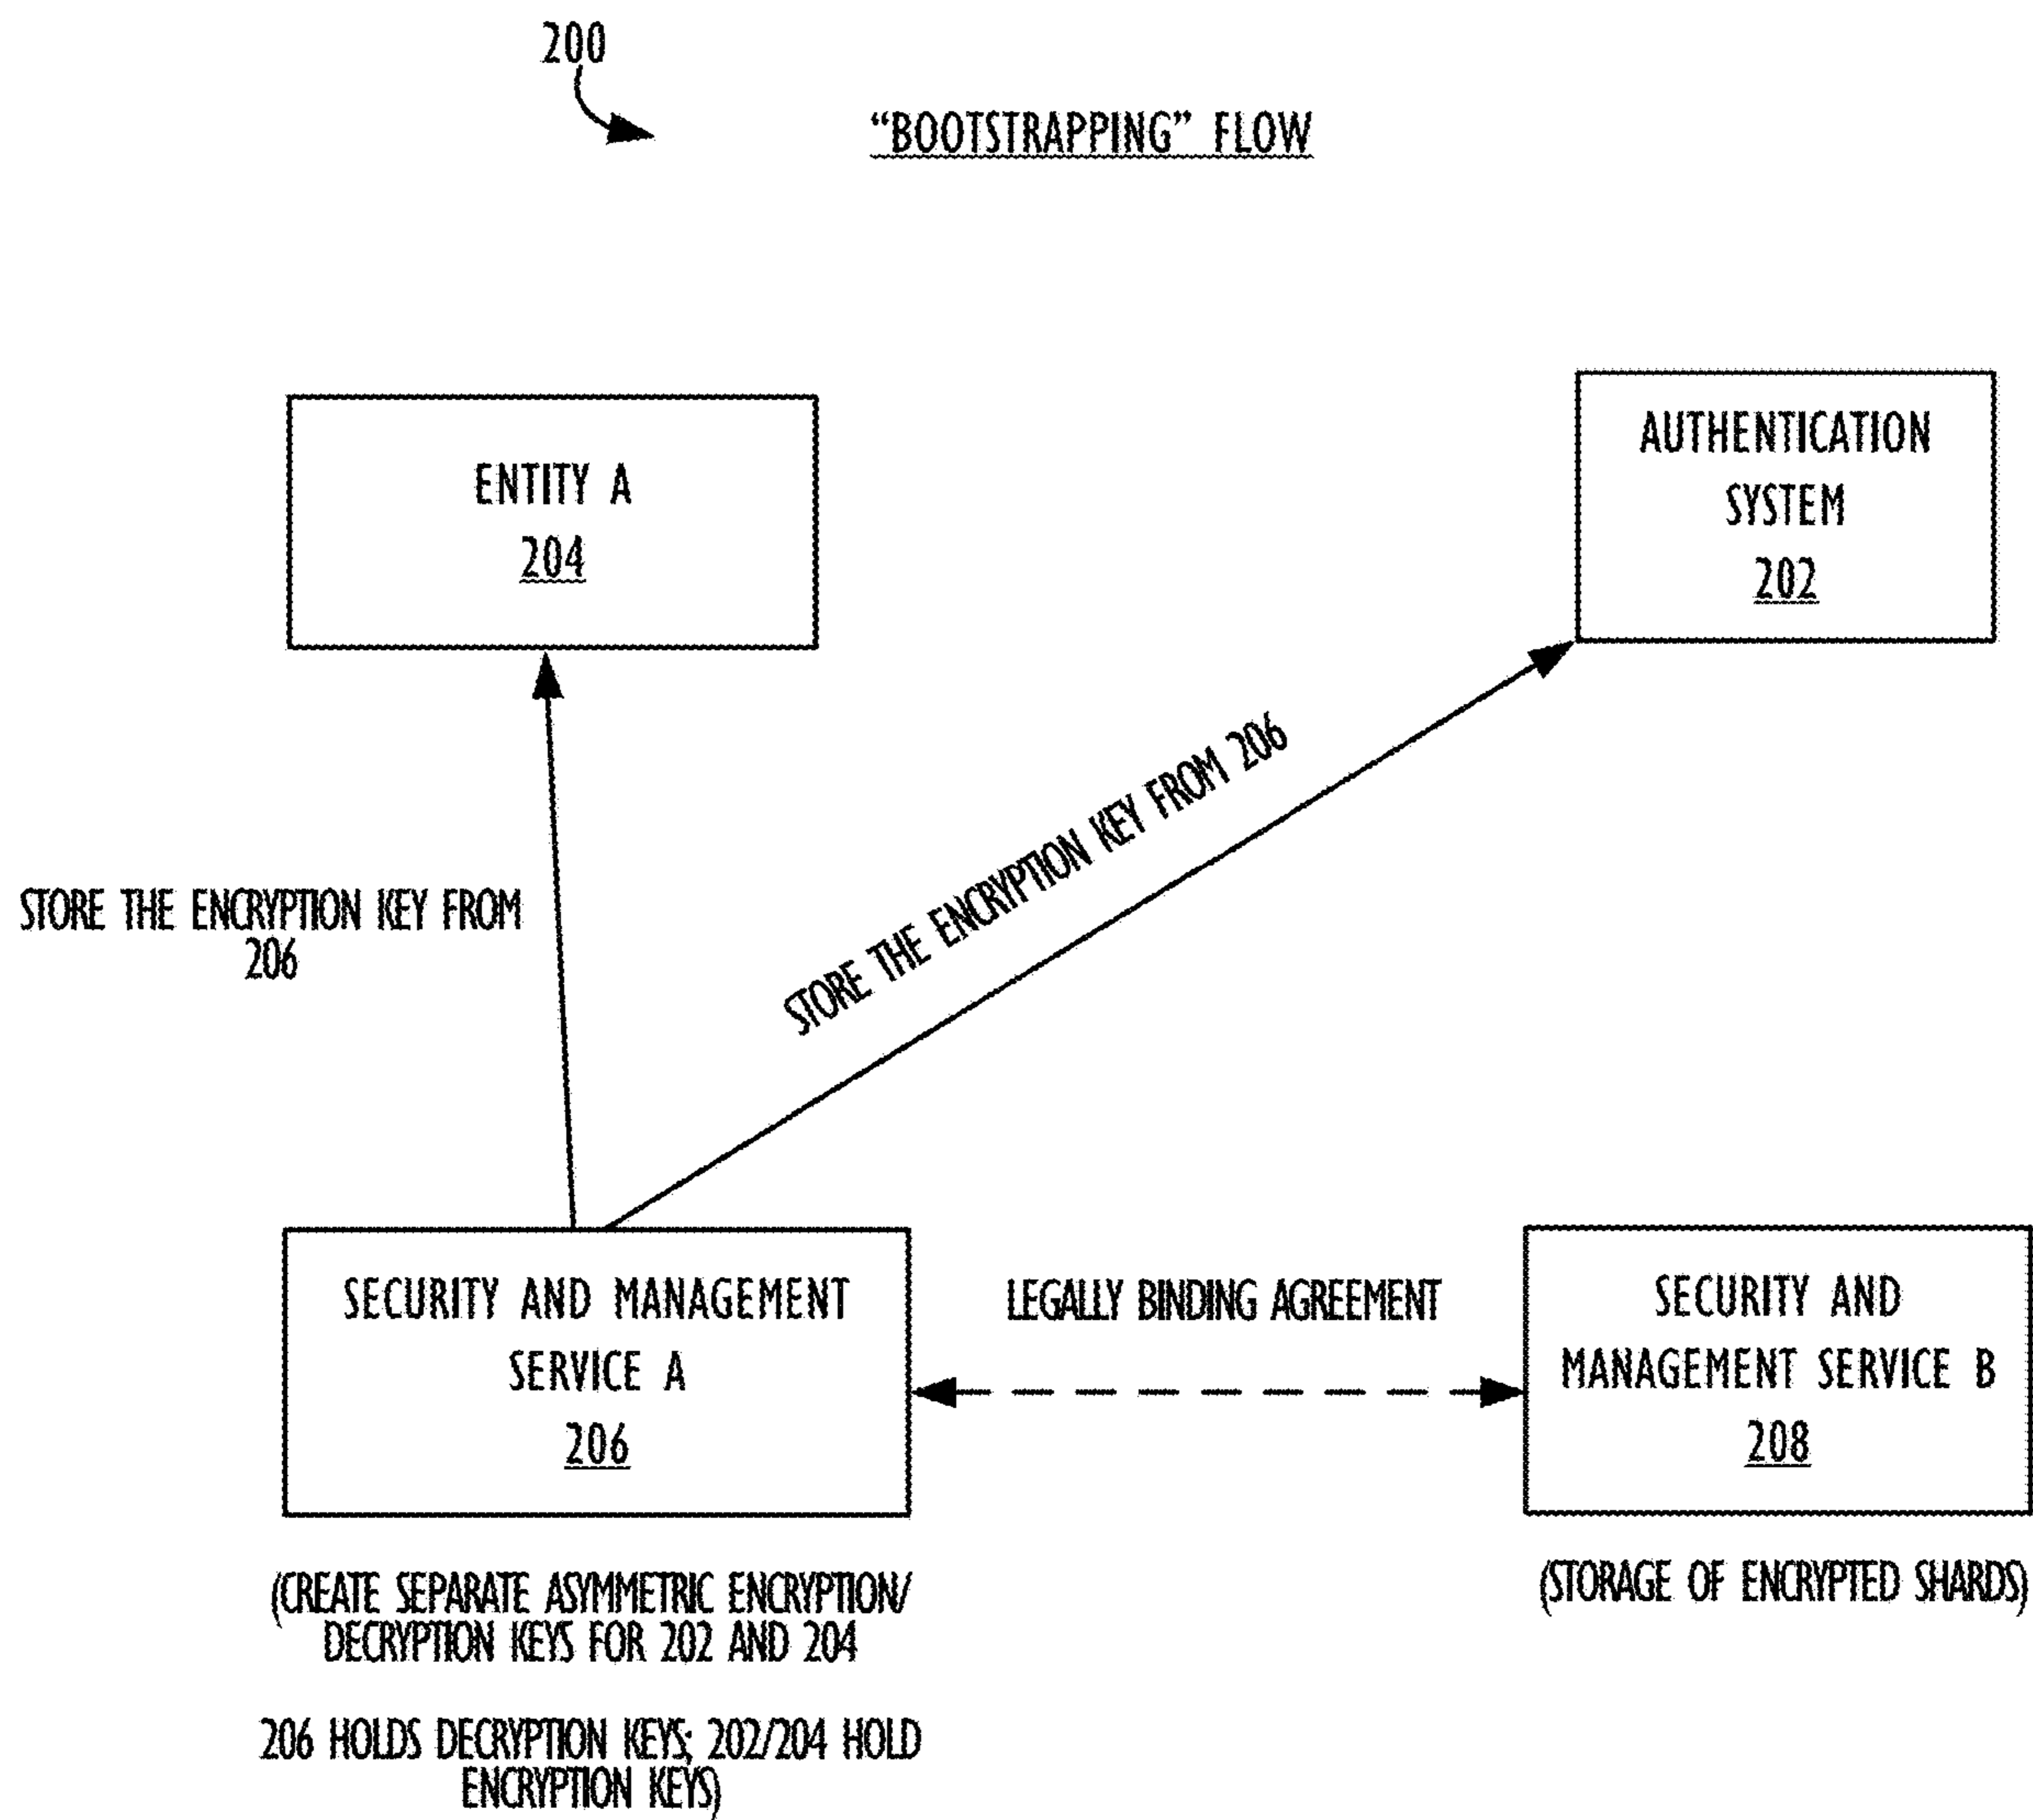 200
“BOOTSTRAPPING” FLOW
ENTITY A
204
AUTHENTICATION
SYSTEM
202
STORE THE ENCRYPTION KEY FROM
206
STORE THE ENCRYPTION KEY FROM 206
SECURITY AND MANAGEMENT
SERVICE A
206
LEGALLY BINDING AGREEMENT
SECURITY AND
MANAGEMENT SERVICE B
208
(CREATE SEPARATE ASYMMETRIC ENCRYPTION/
DECRYPTION KEYS FOR 202 AND 204
206 HOLDS DECRYPTION KEYS; 202/204 HOLD
ENCRYPTION KEYS)
(STORAGE OF ENCRYPTED SHARDS)